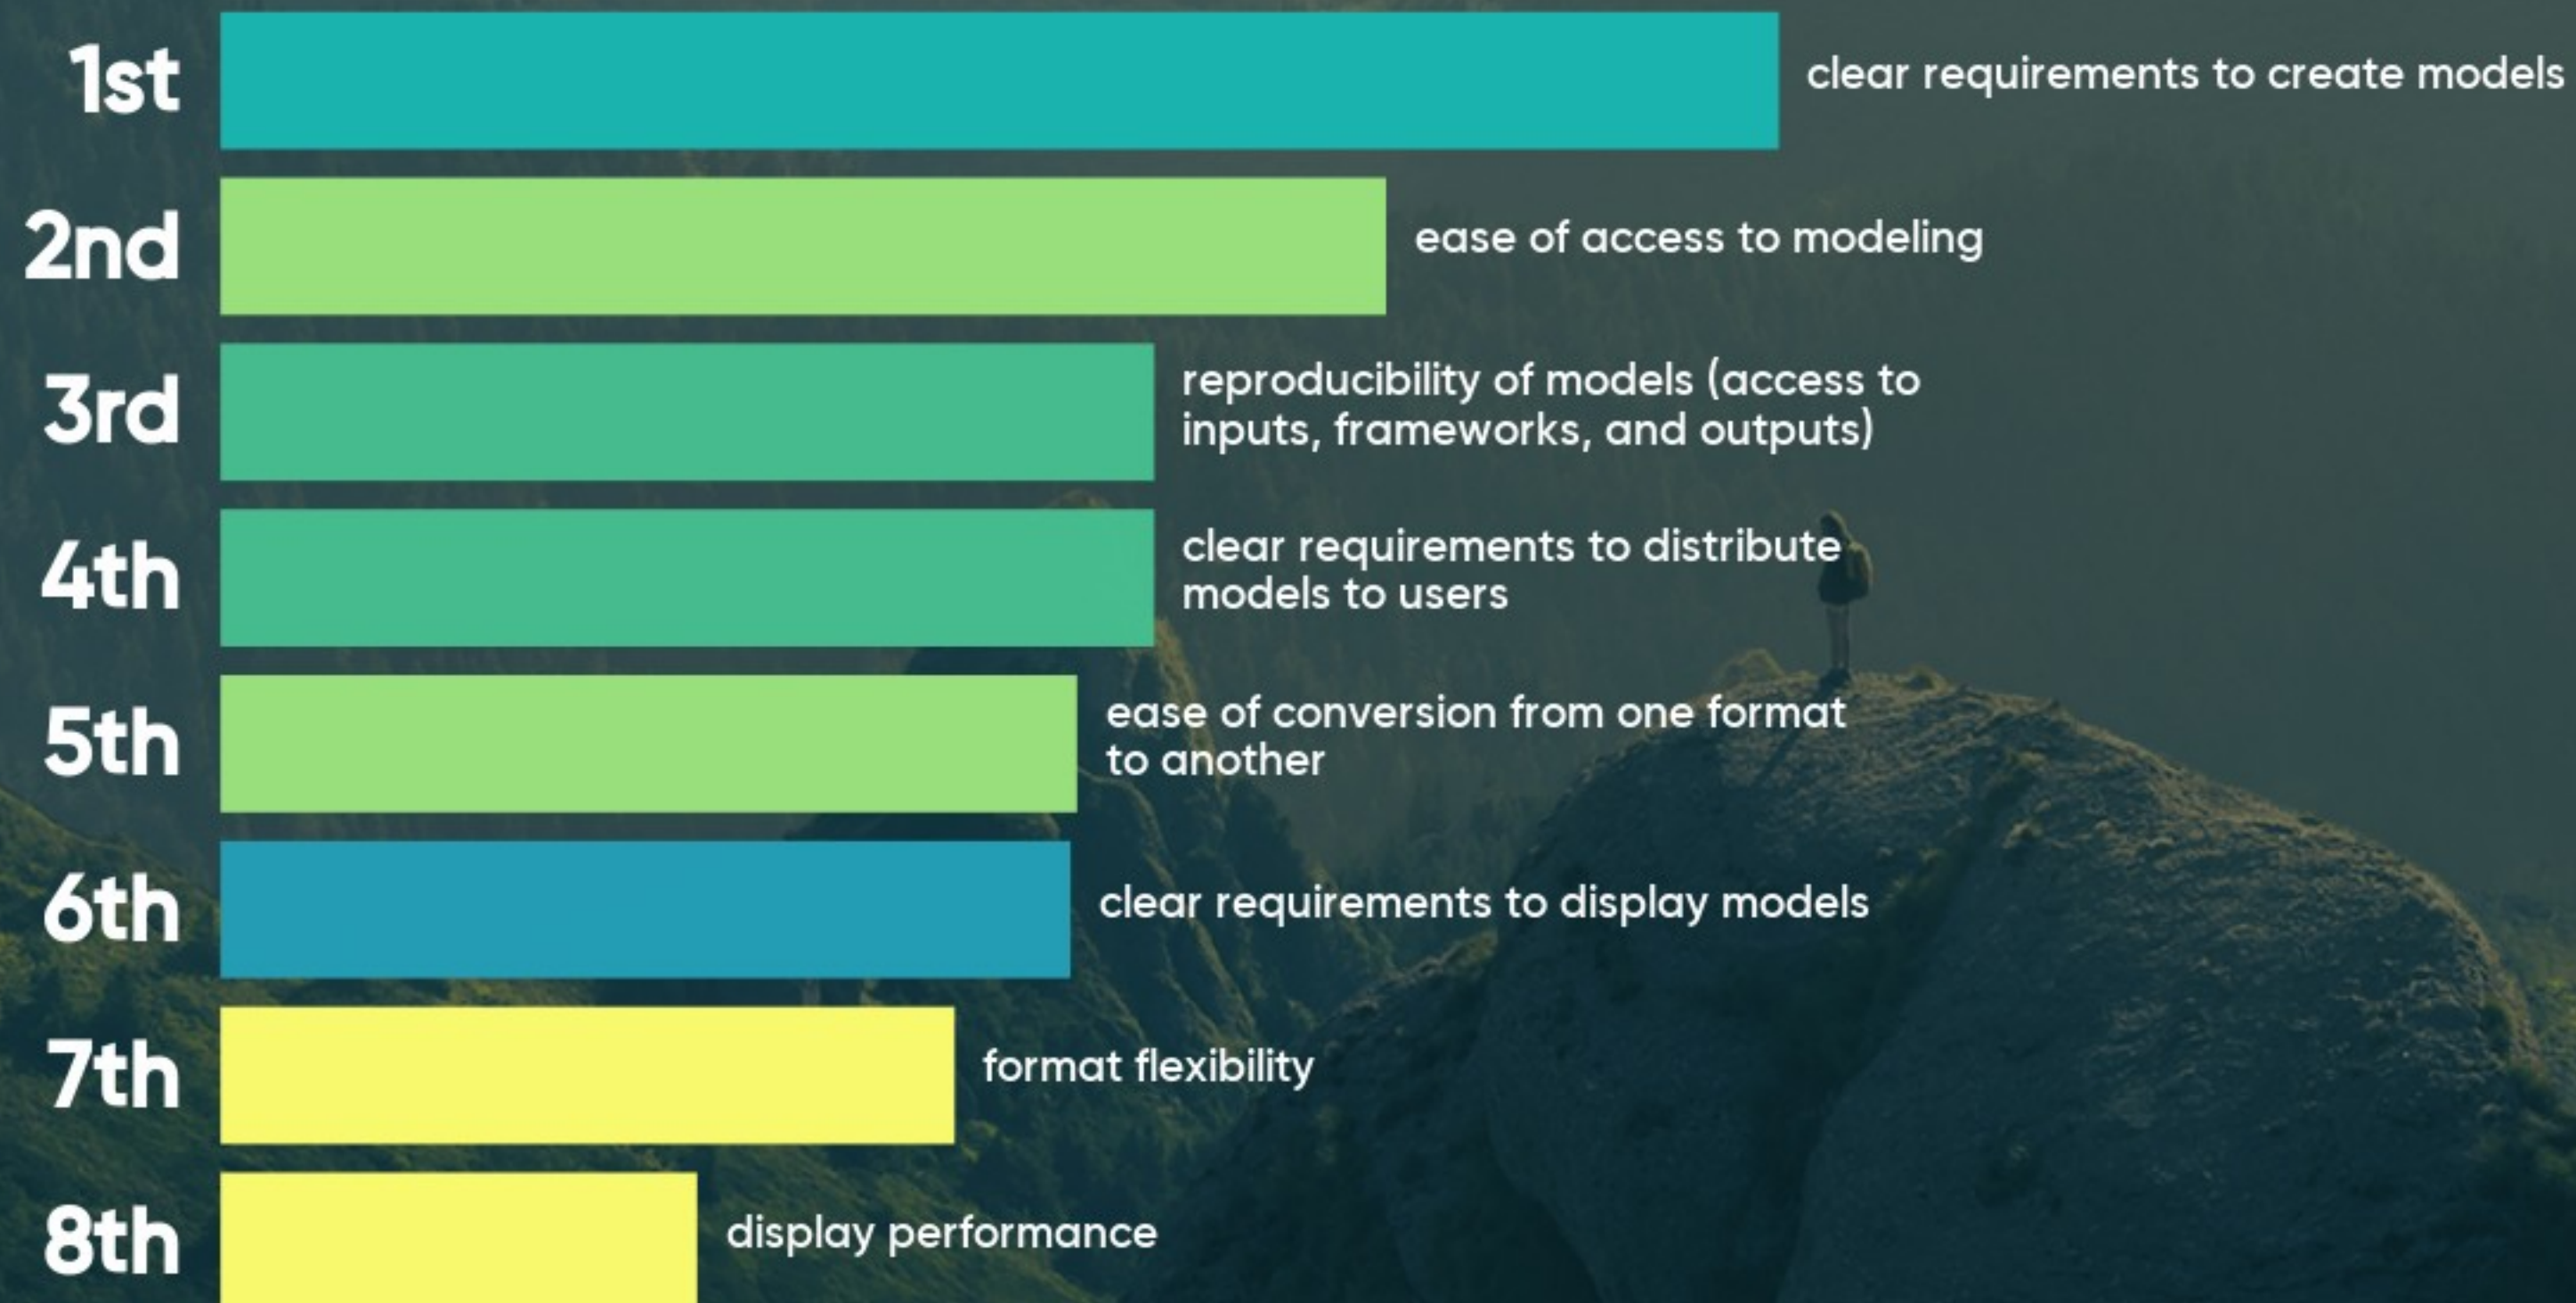 1st
clear requirements to create models
2nd
ease of access to modeling
3rd
reproducibility of models (access to
inputs, frameworks, and outputs)
4th
clear requirements to distribute
models to users
5th
ease of conversion from one format
to another
6th
clear requirements to display models
7th
format flexibility
8th
display performance